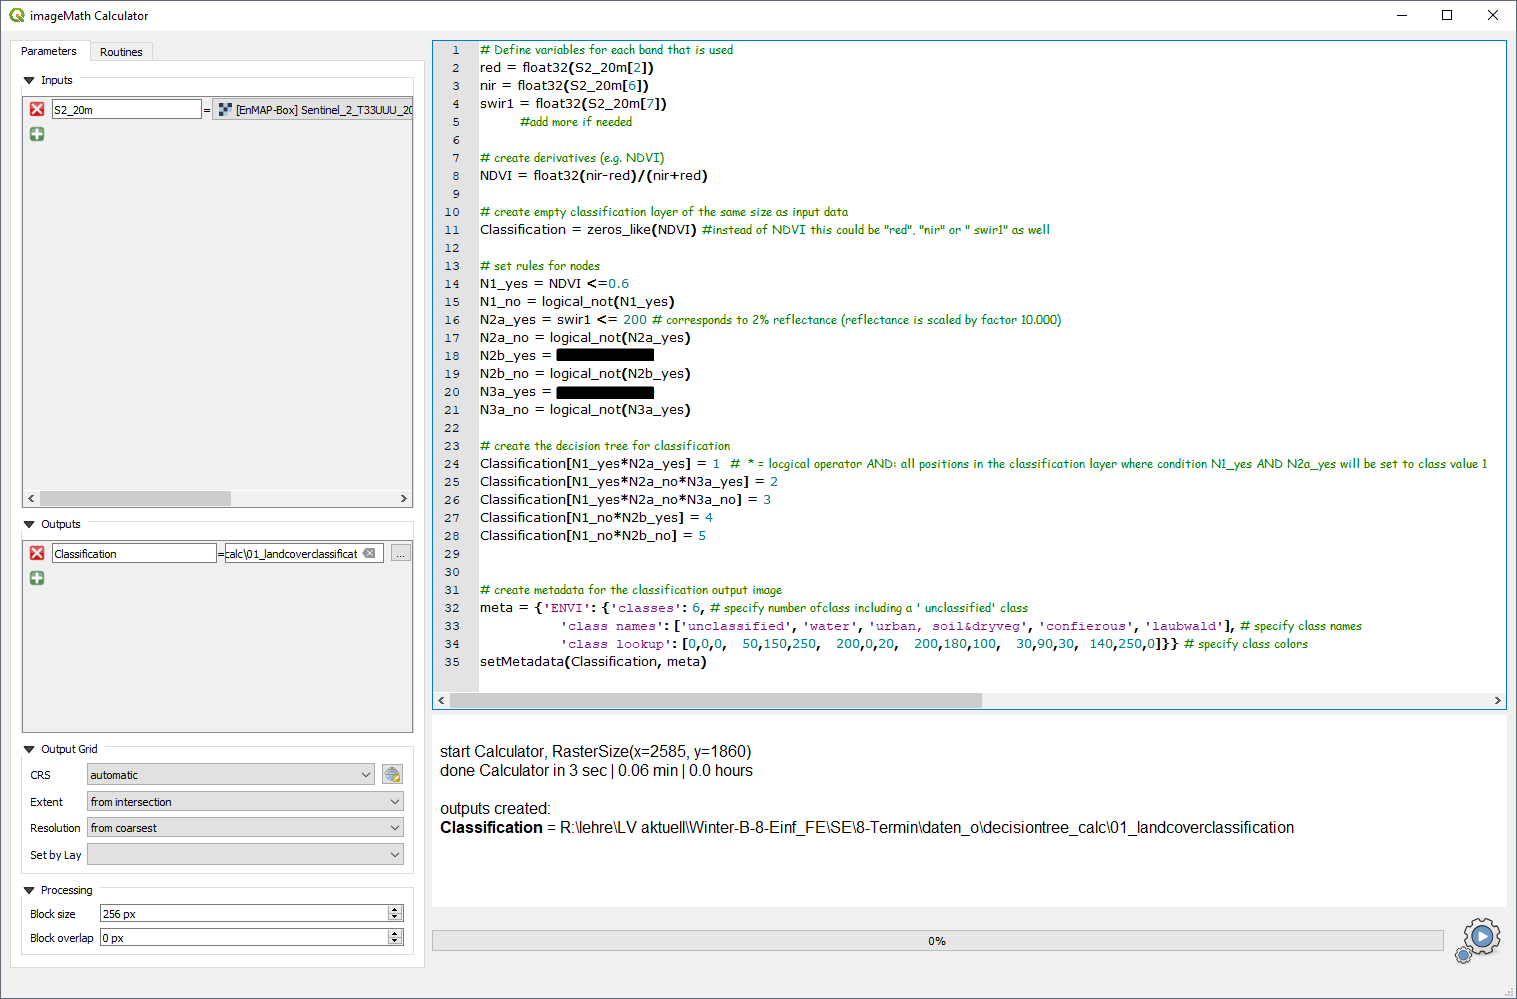 imageMath Calculator
Parameters
Routines
Inputs
S2_20m
=
[EnMAP-Box] Sentinel_2_T33UUU_20
Outputs
Classification
=
calc\01_landcoverclassificat
...
Output Grid
CRS
automatic
Extent
from intersection
Resolution
from coarsest
Set by Lay
Processing
Block size
256 px
Block overlap
0 px
1 # Define variables for each band that is used
2 red = float32(S2_20m[2])
3 nir = float32(S2_20m[6])
4 swir1 = float32(S2_20m[7])
5 #add more if needed
6
7 # create derivatives (e.g. NDVI)
8 NDVI = float32(nir-red)/(nir+red)
9
10 # create empty classification layer of the same size as input data
11 Classification = zeros_like(NDVI) #instead of NDVI this could be "red", "nir" or " swir1" as well
12
13 # set rules for nodes
14 N1_yes = NDVI <=0.6
15 N1_no = logical_not(N1_yes)
16 N2a_yes = swir1 <= 200 # corresponds to 2% reflectance (reflectance is scaled by factor 10.000)
17 N2a_no = logical_not(N2a_yes)
18 N2b_yes =
19 N2b_no = logical_not(N2b_yes)
20 N3a_yes =
21 N3a_no = logical_not(N3a_yes)
22
23 # create the decision tree for classification
24 Classification[N1_yes*N2a_yes] = 1 # * = locgical operator AND: all positions in the classification layer where condition N1_yes AND N2a_yes will be set to class value 1
25 Classification[N1_yes*N2a_no*N3a_yes] = 2
26 Classification[N1_yes*N2a_no*N3a_no] = 3
27 Classification[N1_no*N2b_yes] = 4
28 Classification[N1_no*N2b_no] = 5
29
30
31 # create metadata for the classification output image
32 meta = {'ENVI': {'classes': 6, # specify number ofclass including a ' unclassified' class
33 'class names': ['unclassified', 'water', 'urban, soil&dryveg', 'confierous', 'laubwald'], # specify class names
34 'class lookup': [0,0,0, 50,150,250, 200,0,20, 200,180,100, 30,90,30, 140,250,0]}} # specify class colors
35 setMetadata(Classification, meta)
start Calculator, RasterSize(x=2585, y=1860)
done Calculator in 3 sec | 0.06 min | 0.0 hours
outputs created:
Classification = R:\lehre\LV aktuell\Winter-B-8-Einf_FE\SE\8-Termin\daten_o\decisiontree_calc\01_landcoverclassification
0%